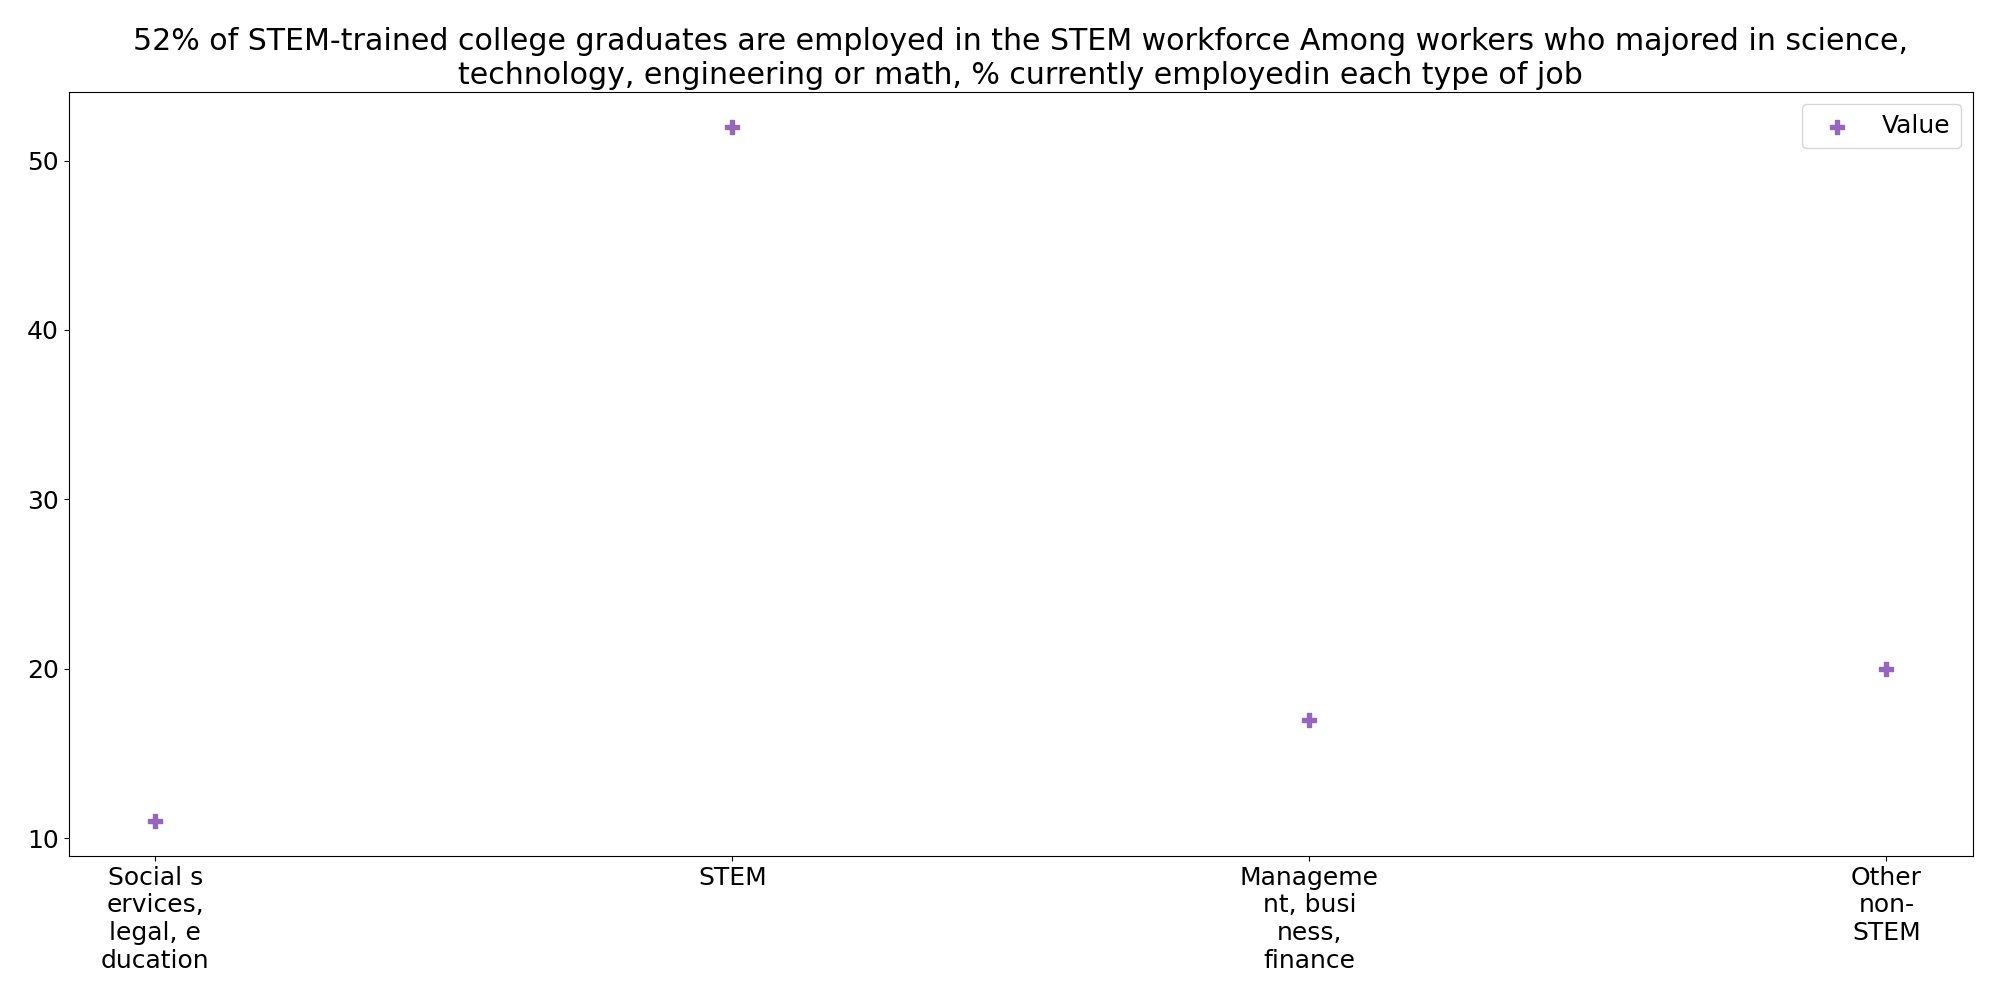 52% of STEM-trained college graduates are employed in the STEM workforce Among workers who majored in science,
technology, engineering or math, % currently employedin each type of job
Value
50
40
30
20
10
Social s
ervices,
legal, e
ducation
STEM
Manageme
nt, busi
ness,
finance
Other
non-
STEM